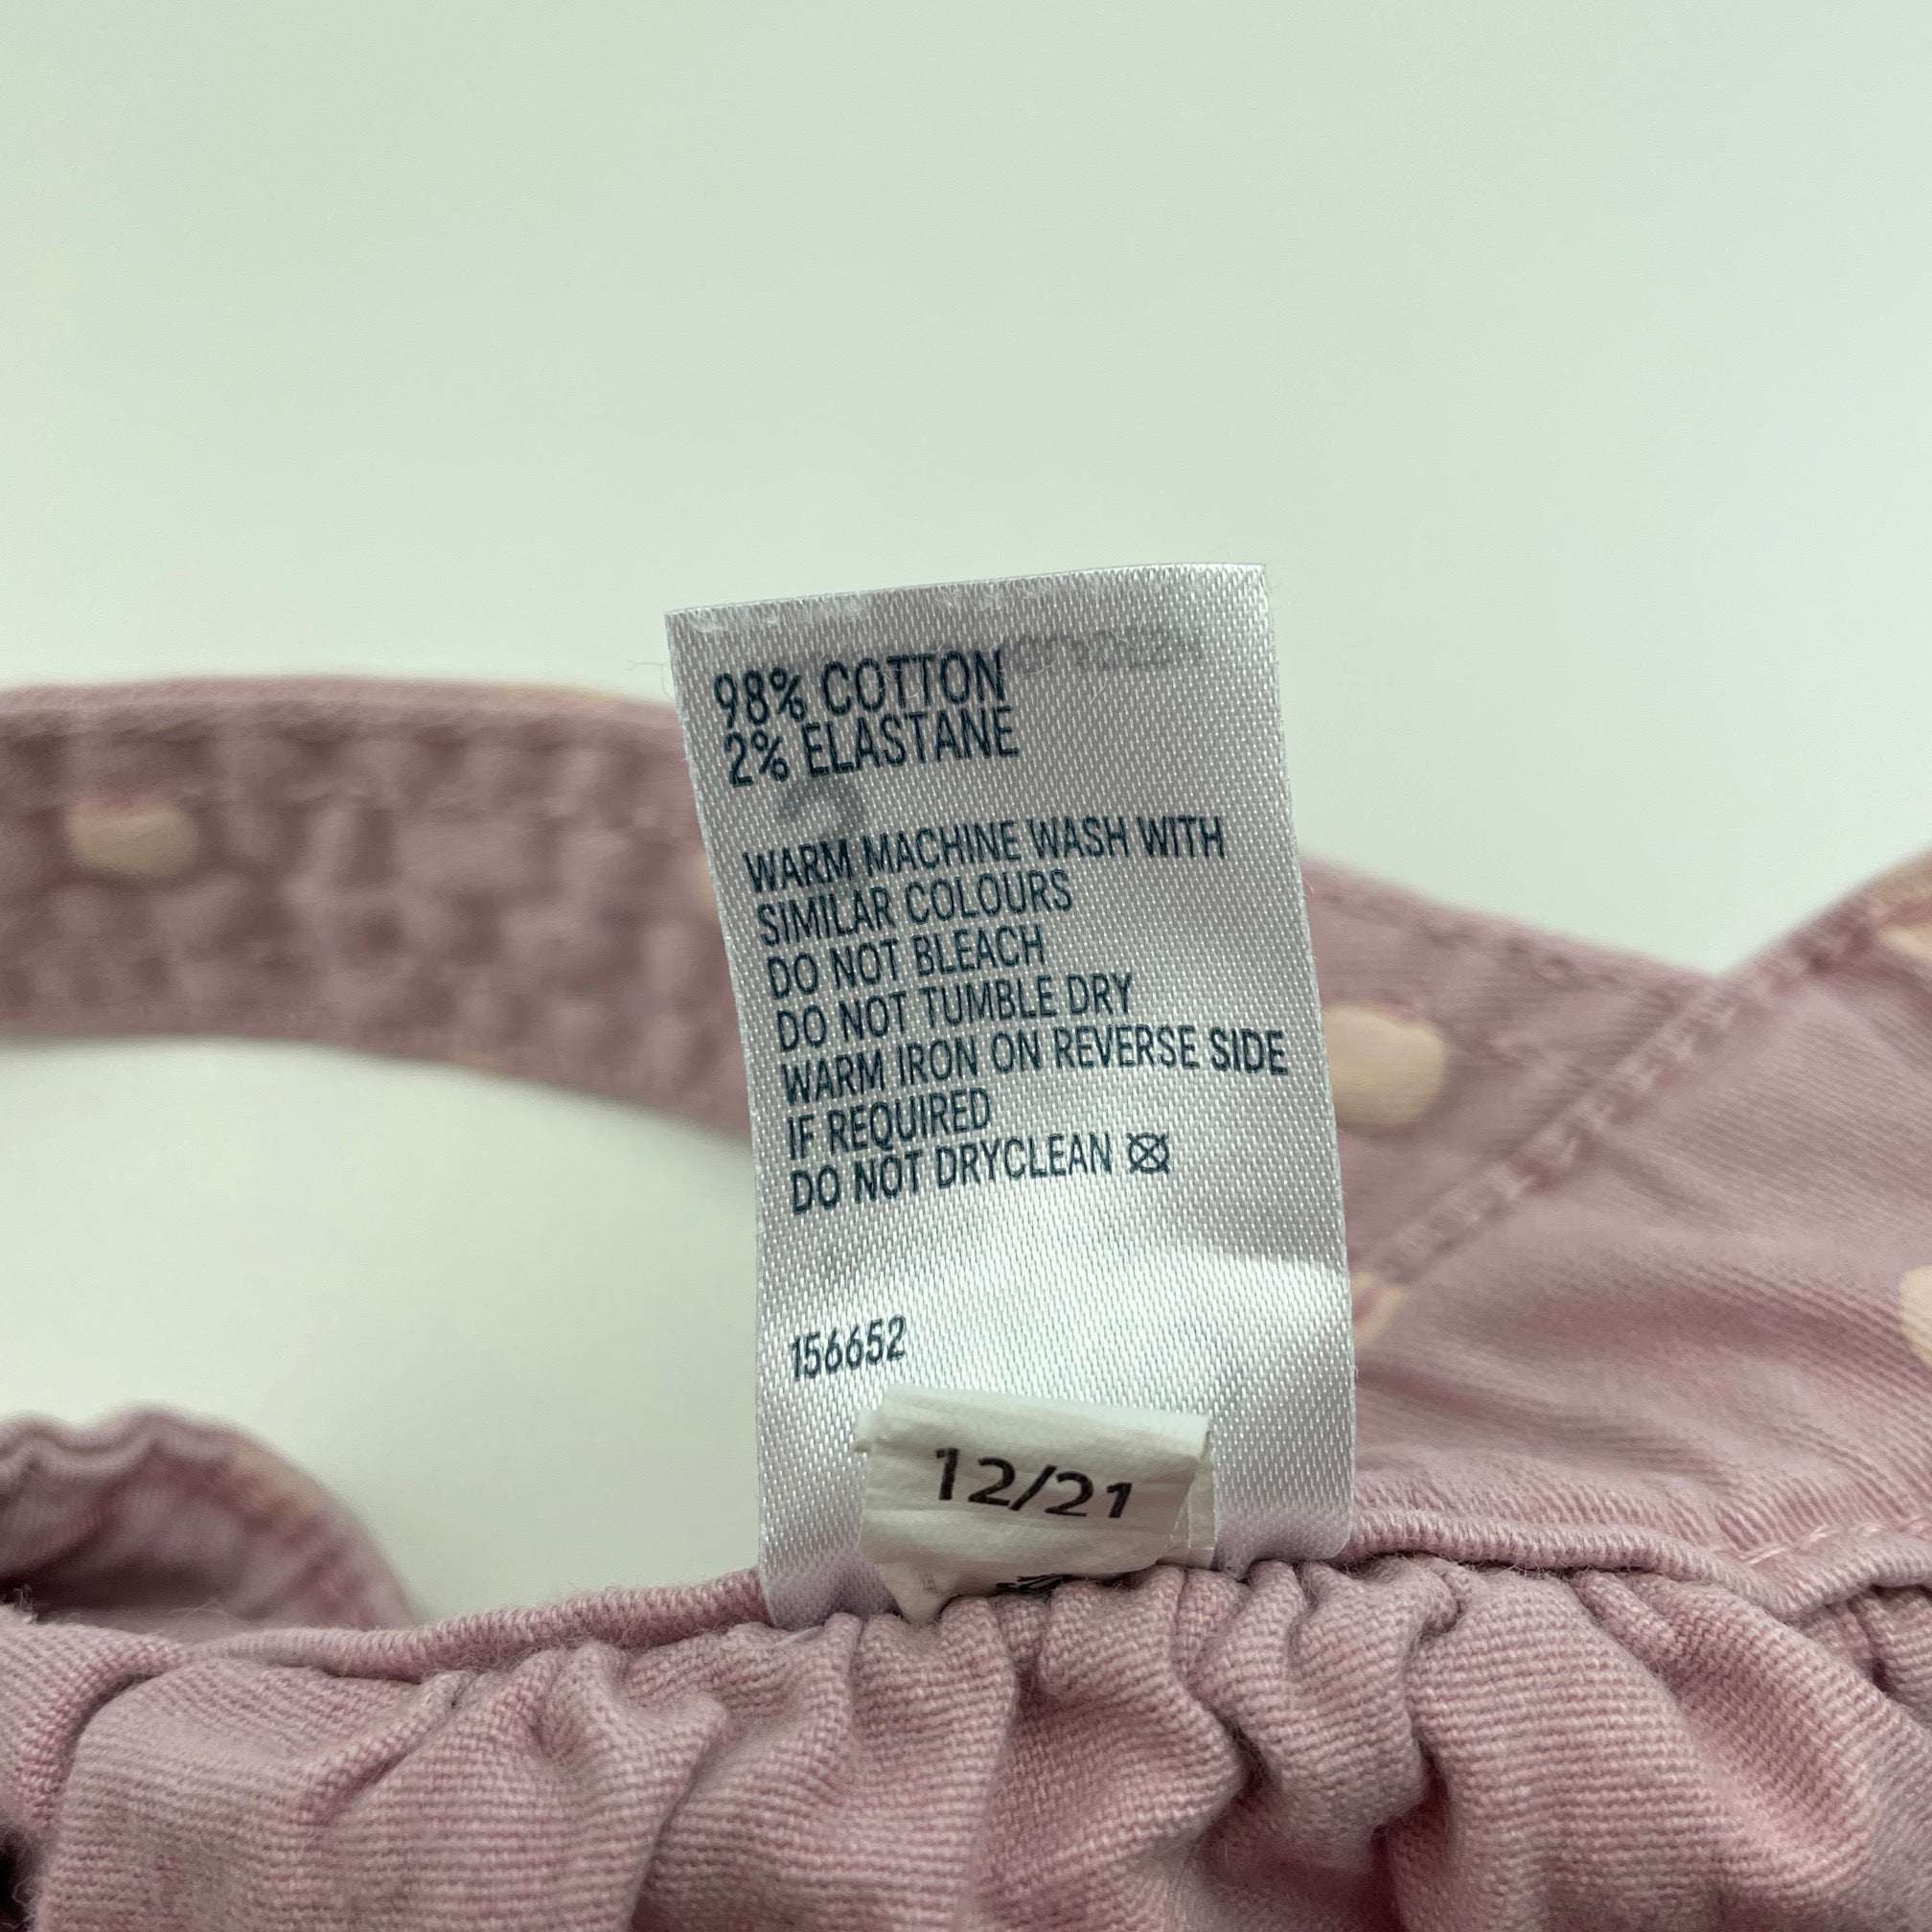 98% COTTON
2% ELASTANE
WARM MACHINE WASH WITH
SIMILAR COLOURS
DO NOT BLEACH
DO NOT TUMBLE DRY
WARM IRON ON REVERSE SIDE
IF REQUIRED
DO NOT DRYCLEAN
156652
12/21